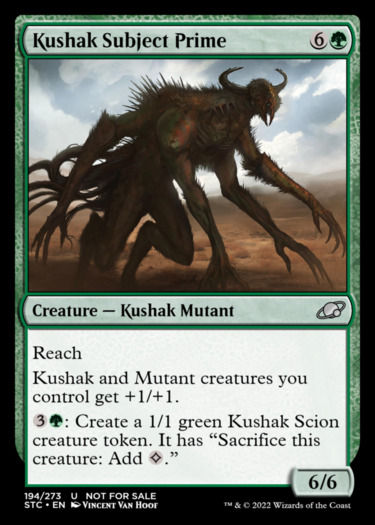 Kushak Subject Prime 6
Creature — Kushak Mutant
Reach
Kushak and Mutant creatures you
control get +1/+1.
3: Create a 1/1 green Kushak Scion
creature token. It has “Sacrifice this
creature: Add .”
6/6
194/273 U NOT FOR SALE
STC • EN Vincent Van Hoof
™ & © 2022 Wizards of the Coast